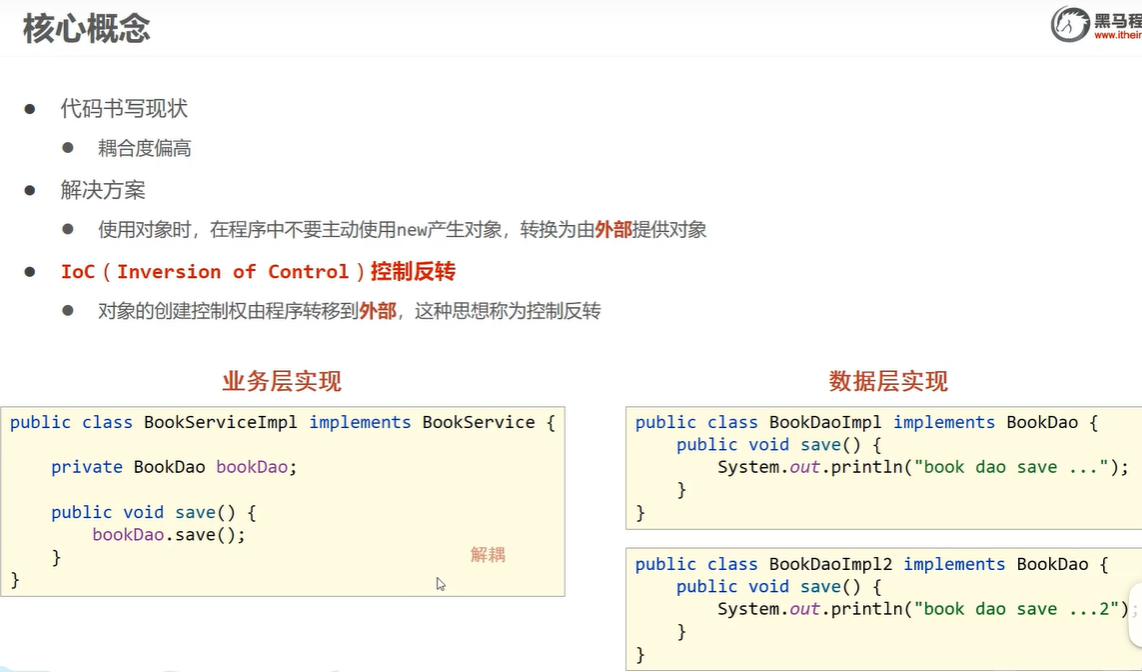 核心概念
黑马程
www.itheim
代码书写现状
耦合度偏高
解决方案
使用对象时，在程序中不要主动使用new产生对象，转换为由外部提供对象
IoC（Inversion of Control）控制反转
对象的创建控制权由程序转移到外部，这种思想称为控制反转
业务层实现
public class BookServiceImpl implements BookService {
private BookDao bookDao;
public void save() {
bookDao.save();
}
}
解耦
数据层实现
public class BookDaoImpl implements BookDao {
public void save() {
System.out.println("book dao save ...");
}
}
public class BookDaoImpl2 implements BookDao {
public void save() {
System.out.println("book dao save ...2");
}
}